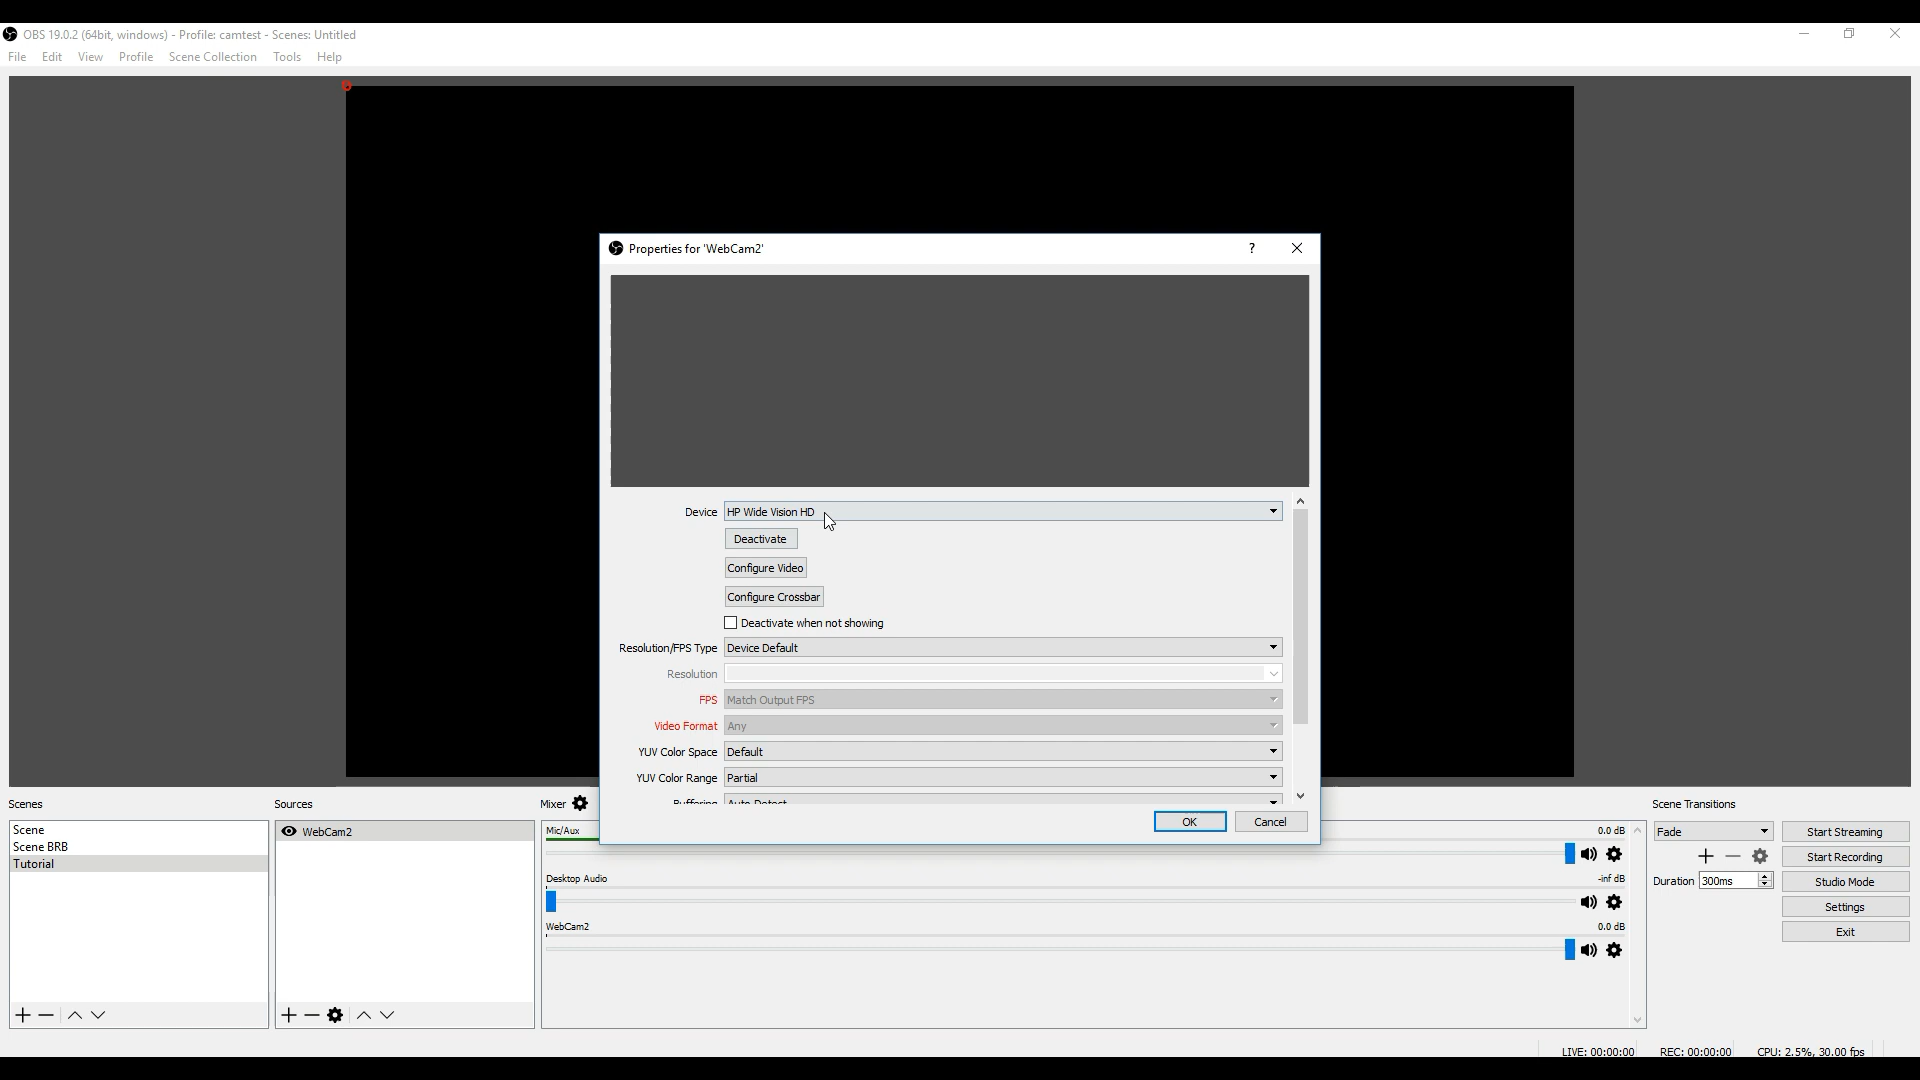 OBS 19.0.2 (64bit, windows) - Profile: camtest - Scenes: Untitled
File Edit View Profile Scene Collection Tools Help
Properties for 'WebCam2'
?
Device HP Wide Vision HD
Deactivate
Configure Video
Configure Crossbar
Deactivate when not showing
Resolution/FPS Type Device Default
Resolution
FPS Match Output FPS
Video Format Any
YUV Color Space Default
YUV Color Range Partial
Buffering Auto-Detect
OK Cancel
Scenes
Scene
Scene BRB
Tutorial
Sources
WebCam2
Mixer
Mic/Aux 0.0 dB
Desktop Audio -inf dB
WebCam2 0.0 dB
Scene Transitions
Fade
Duration 300ms
Start Streaming
Start Recording
Studio Mode
Settings
Exit
LIVE: 00:00:00 REC: 00:00:00 CPU: 2.5%, 30.00 fps